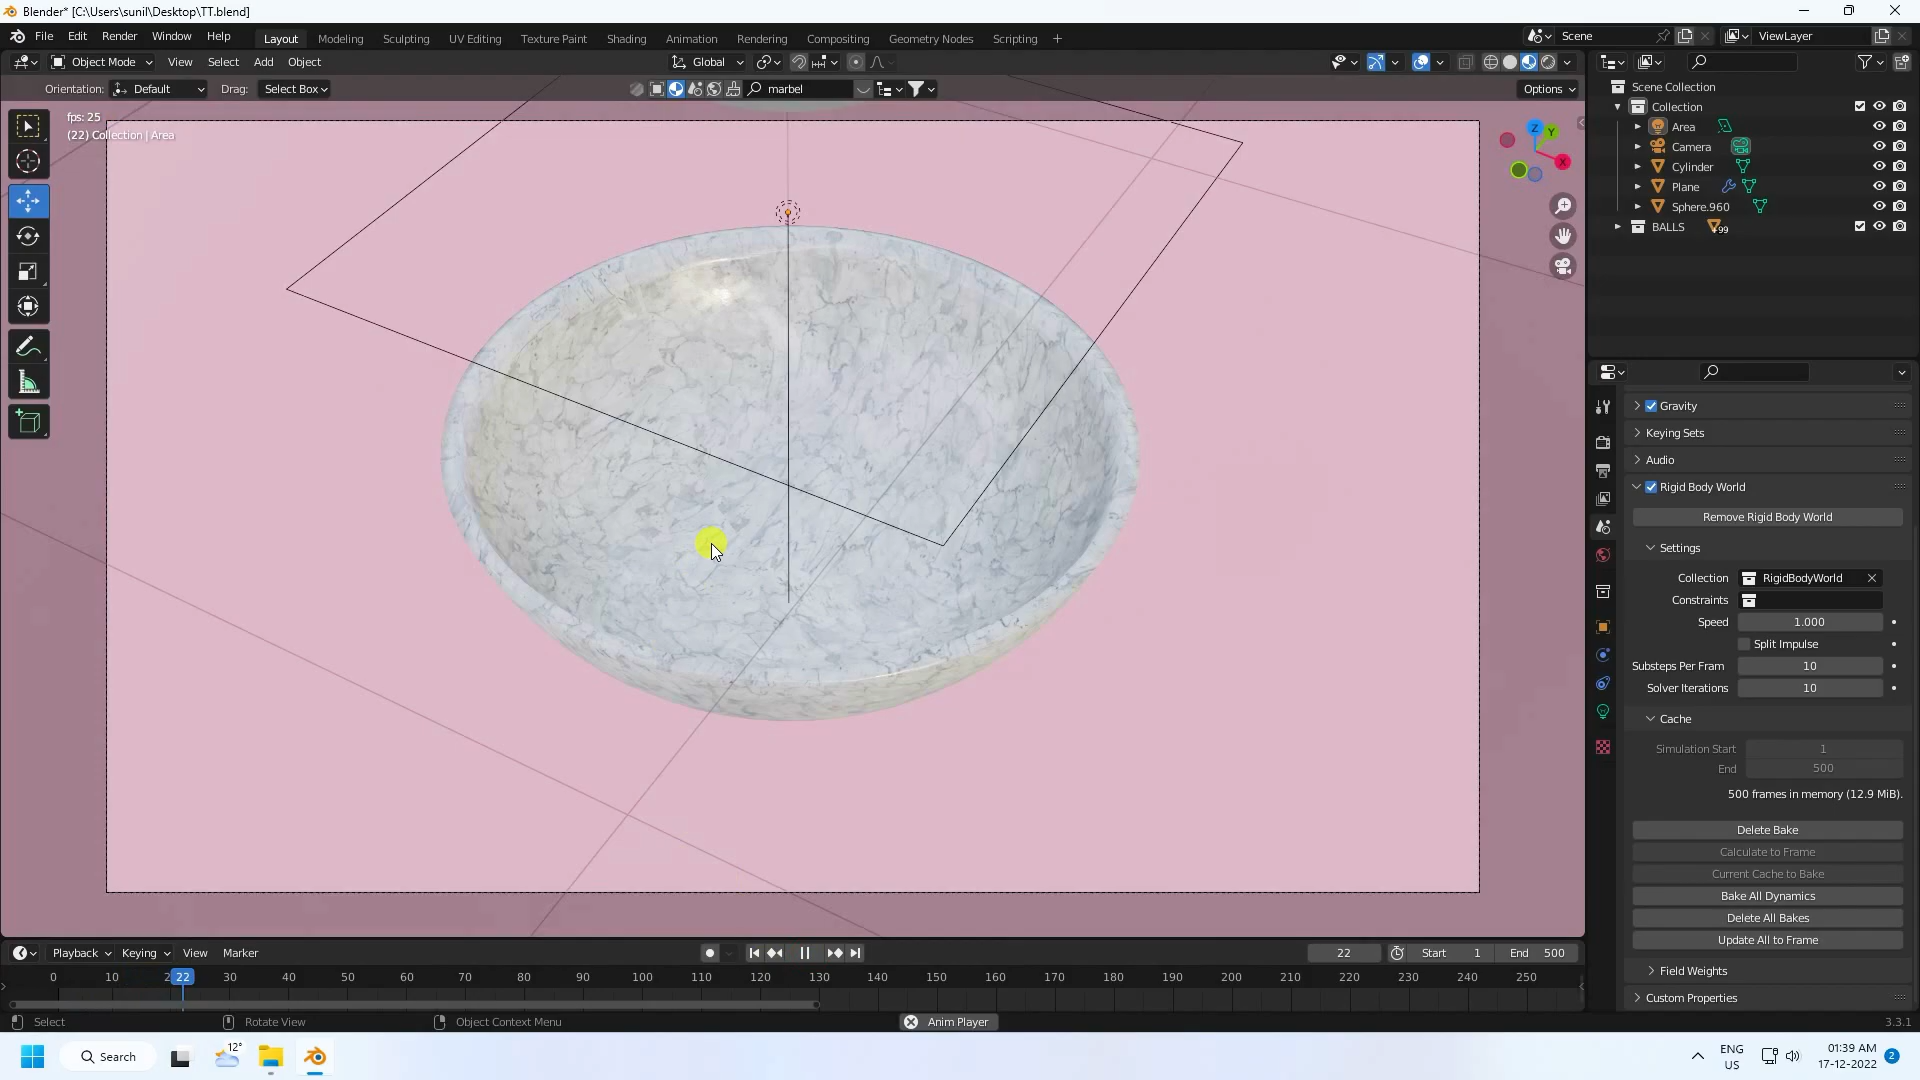 Blender* [C:\Users\sunil\Desktop\TT.blend]
File Edit Render Window Help Layout Modeling Sculpting UV Editing Texture Paint Shading Animation Rendering Compositing Geometry Nodes Scripting + Scene ViewLayer
Object Mode View Select Add Object Global
Orientation: Default Drag: Select Box marbel Options
fps: 25
(22) Collection | Area
Z Y X
Scene Collection
Collection
Area
Camera
Cylinder
Plane
Sphere.960
BALLS 99
Gravity
Keying Sets
Audio
Rigid Body World
Remove Rigid Body World
Settings
Collection RigidBodyWorld
Constraints
Speed 1.000
Split Impulse
Substeps Per Fram 10
Solver Iterations 10
Cache
Simulation Start 1
End 500
500 frames in memory (12.9 MiB).
Delete Bake
Calculate to Frame
Current Cache to Bake
Bake All Dynamics
Delete All Bakes
Update All to Frame
Field Weights
Custom Properties
Playback Keying View Marker 22 Start 1 End 500
0 10 2 22 30 40 50 60 70 80 90 100 110 120 130 140 150 160 170 180 190 200 210 220 230 240 250
Select Rotate View Object Context Menu Anim Player 3.3.1
12° Search ENG US 01:39 AM 17-12-2022 2